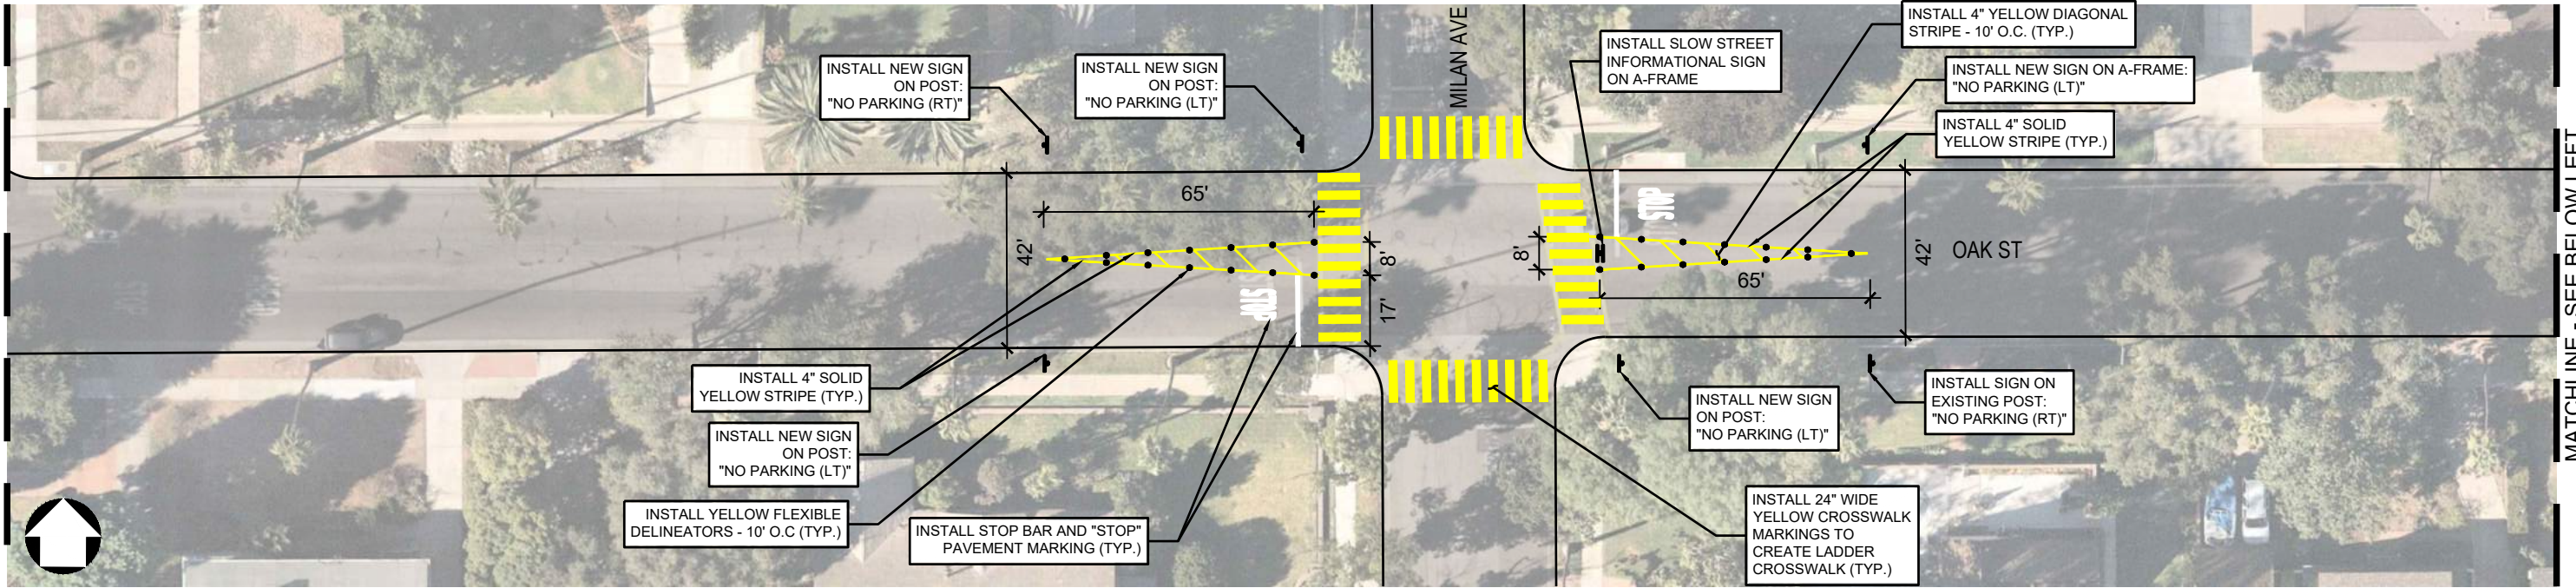 INSTALL NEW SIGN
ON POST:
"NO PARKING (RT)"
INSTALL NEW SIGN
ON POST:
"NO PARKING (LT)"
MILAN AVE
INSTALL SLOW STREET
INFORMATIONAL SIGN
ON A-FRAME
INSTALL 4" YELLOW DIAGONAL
STRIPE - 10' O.C. (TYP.)
INSTALL NEW SIGN ON A-FRAME:
"NO PARKING (LT)"
INSTALL 4" SOLID
YELLOW STRIPE (TYP.)
42'
65'
8'
17'
STOP
8'
STOP
65'
42'
OAK ST
MATCHLINE - SEE BELOW LEFT
INSTALL 4" SOLID
YELLOW STRIPE (TYP.)
INSTALL NEW SIGN
ON POST:
"NO PARKING (LT)"
INSTALL YELLOW FLEXIBLE
DELINEATORS - 10' O.C (TYP.)
INSTALL STOP BAR AND "STOP"
PAVEMENT MARKING (TYP.)
INSTALL NEW SIGN
ON POST:
"NO PARKING (LT)"
INSTALL SIGN ON
EXISTING POST:
"NO PARKING (RT)"
INSTALL 24" WIDE
YELLOW CROSSWALK
MARKINGS TO
CREATE LADDER
CROSSWALK (TYP.)